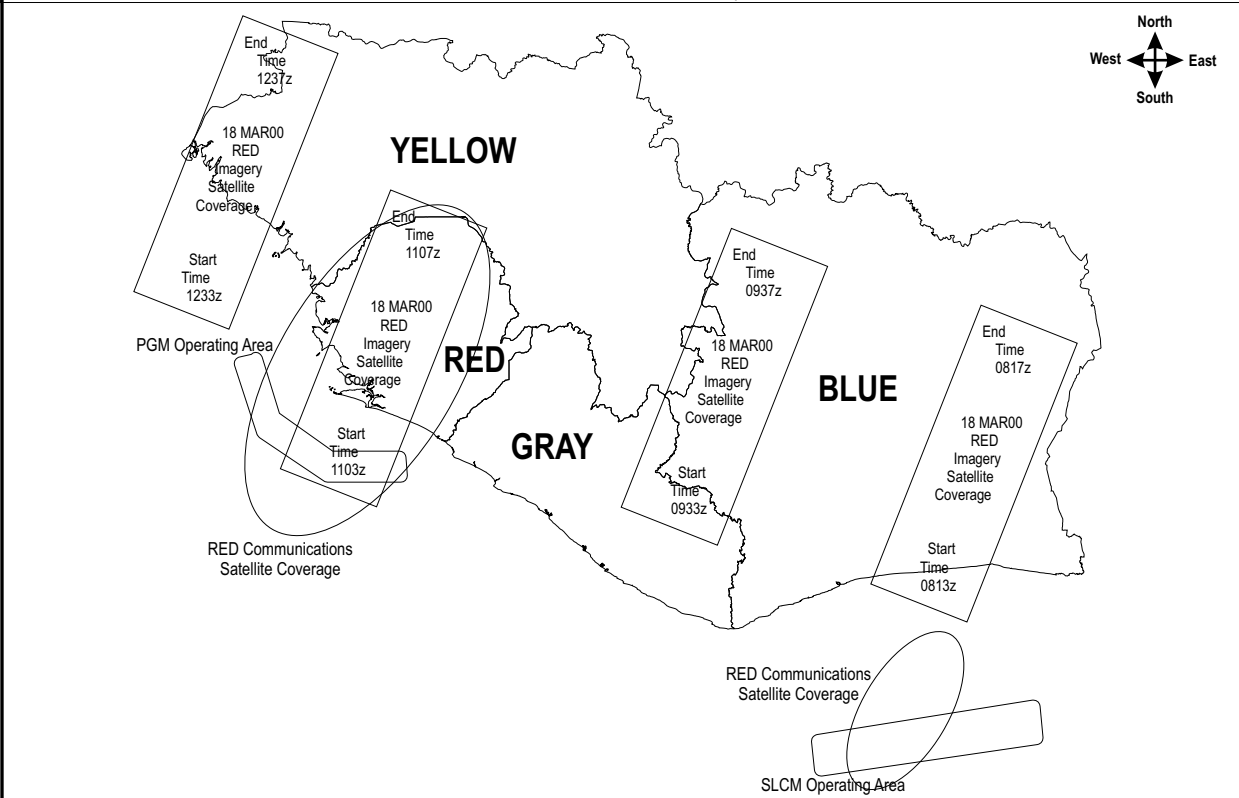 North
West
East
South
End
Time
1237z
18 MAR00
RED
Imagery
Satellite
Coverage
Start
Time
1233z
YELLOW
End
Time
1107z
18 MAR00
RED
Imagery
Satellite
Coverage
Start
Time
1103z
RED
PGM Operating Area
RED Communications
Satellite Coverage
GRAY
End
Time
0937z
18 MAR00
RED
Imagery
Satellite
Coverage
Start
Time
0933z
BLUE
End
Time
0817z
18 MAR00
RED
Imagery
Satellite
Coverage
Start
Time
0813z
RED Communications
Satellite Coverage
SLCM Operating Area